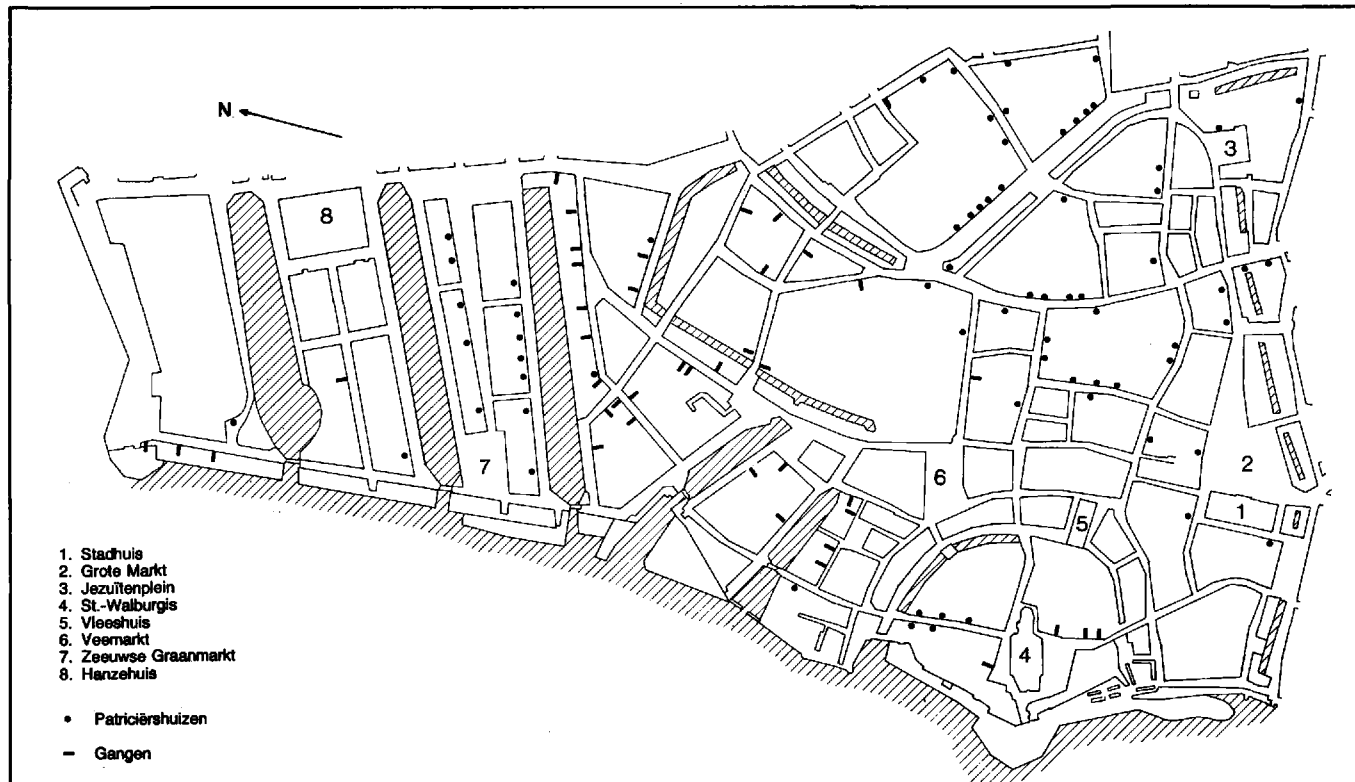 N
8
3
7
6
2
5
1
4
1. Stadhuis
2. Grote Markt
3. Jezuïtenplein
4. St.-Walburgis
5. Vleeshuis
6. Veemarkt
7. Zeeuwse Graanmarkt
8. Hanzehuis
• Patriciërshuizen
– Gangen